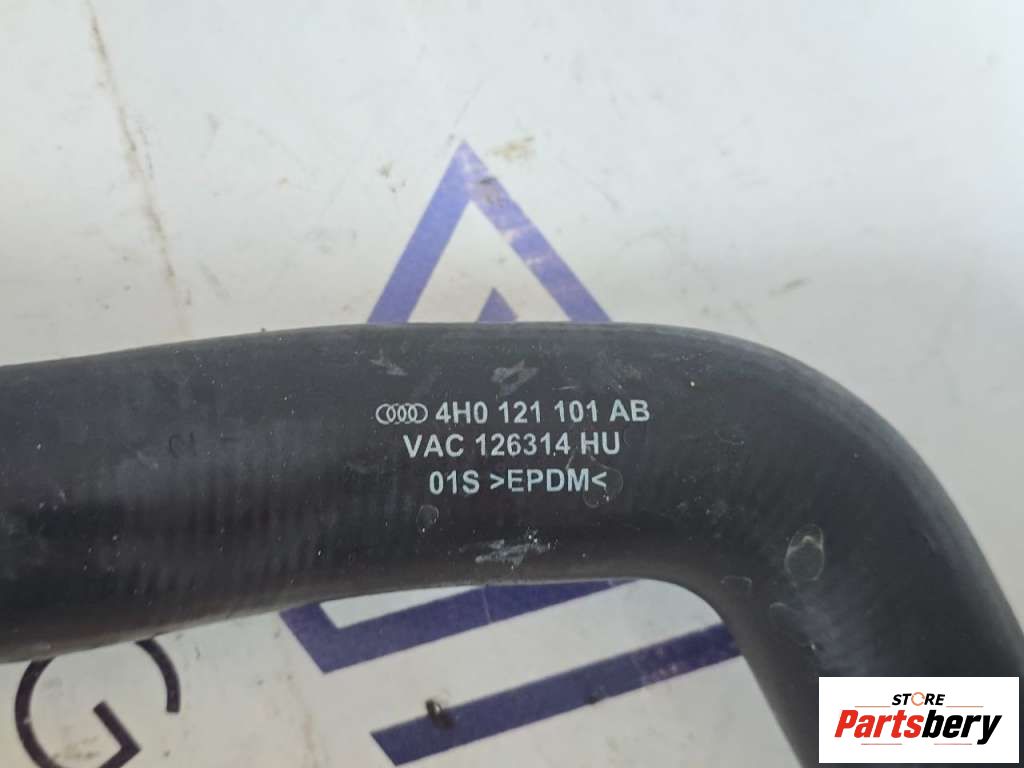 4H0 121 101 AB
VAC 126314 HU
01S >EPDM<
G
STORE
Partsbery